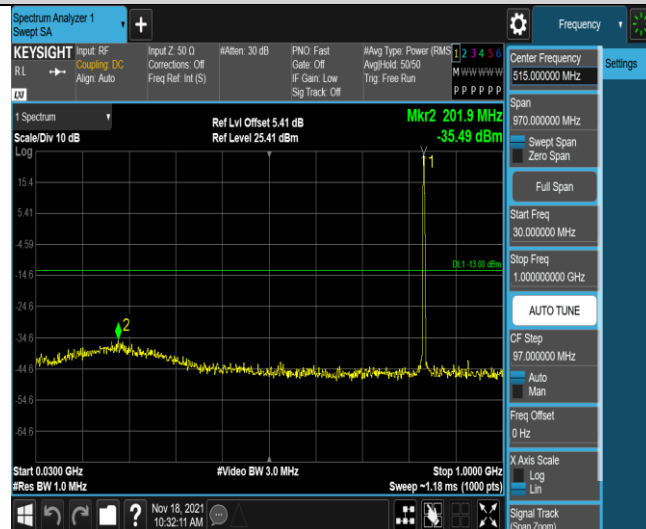 Spectrum Analyzer 1
Swept SA
+
Frequency
KEYSIGHT
RL
LXI
Input: RF
Coupling: DC
Align: Auto
Input Z: 50 Ω
Corrections: Off
Freq Ref: Int (S)
#Atten: 30 dB
PNO: Fast
Gate: Off
IF Gain: Low
Sig Track: Off
#Avg Type: Power (RMS
Avg|Hold: 50/50
Trig: Free Run
1 2 3 4 5 6
M W W W W W
P P P P P P
Center Frequency
515.000000 MHz
Settings
Span
970.000000 MHz
Swept Span
Zero Span
Full Span
Start Freq
30.000000 MHz
Stop Freq
1.000000000 GHz
AUTO TUNE
CF Step
97.000000 MHz
Auto
Man
Freq Offset
0 Hz
X Axis Scale
Log
Lin
Signal Track
(Span Zoom)
1 Spectrum
Scale/Div 10 dB
Log
Ref Lvl Offset 5.41 dB
Ref Level 25.41 dBm
Mkr2 201.9 MHz
-35.49 dBm
1
15.4
5.41
-4.59
DL1 -13.00 dBm
-14.6
-24.6
2
-34.6
-44.6
-54.6
-64.6
Start 0.0300 GHz
#Res BW 1.0 MHz
#Video BW 3.0 MHz
Stop 1.0000 GHz
Sweep ~1.18 ms (1000 pts)
?
Nov 18, 2021
10:32:11 AM